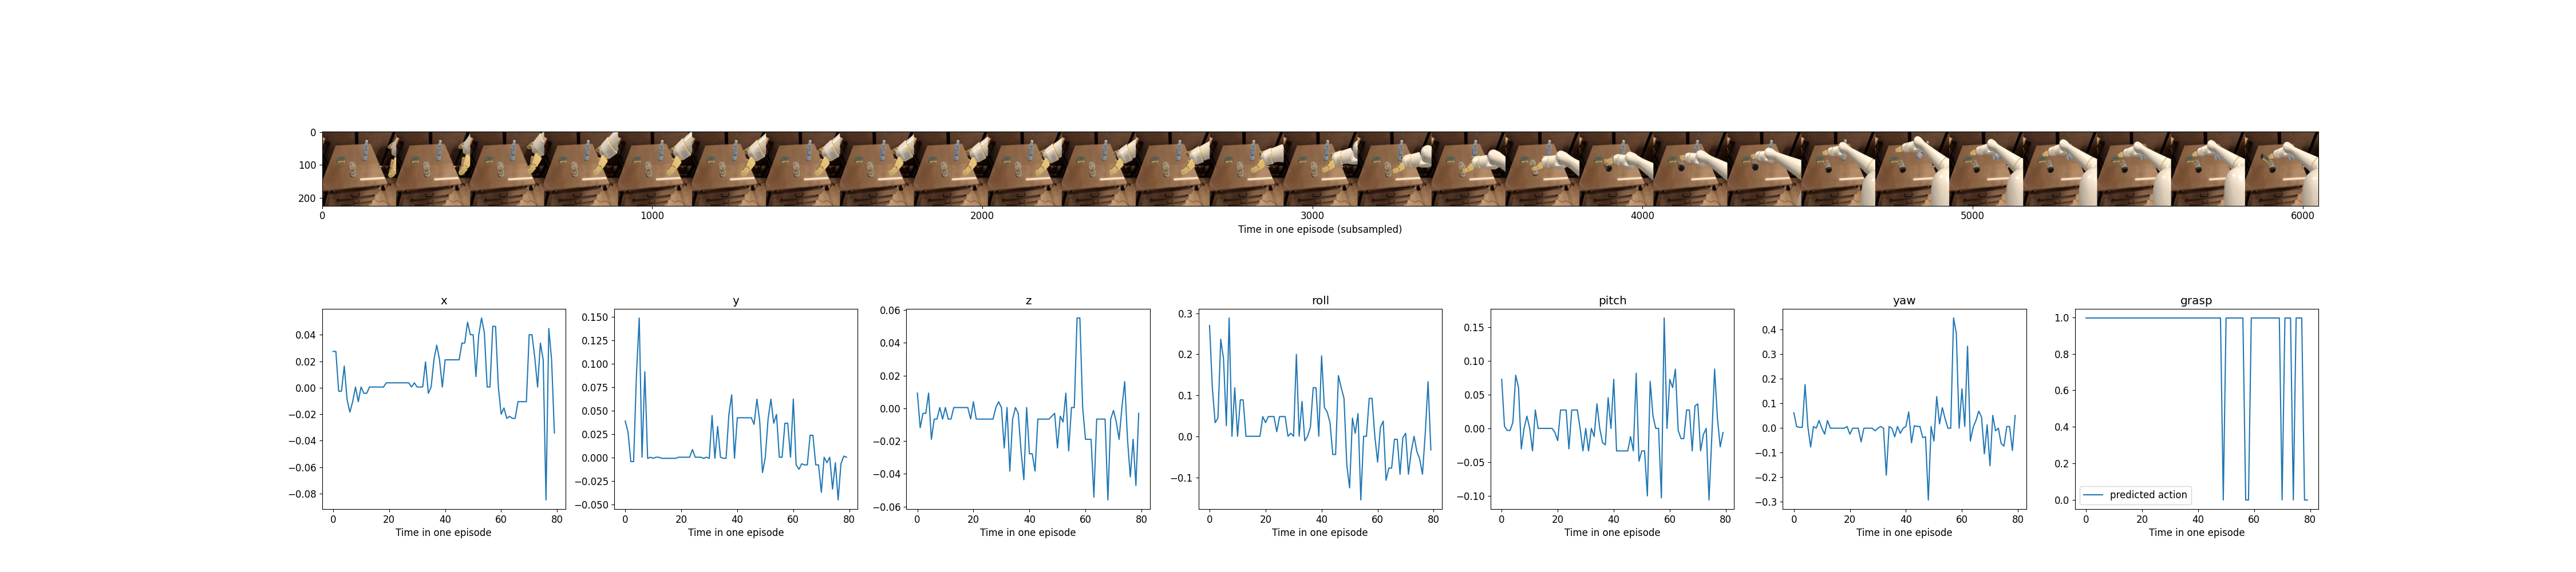 0
100
200
0 1000 2000 3000 4000 5000 6000
Time in one episode (subsampled)
x y z roll pitch yaw grasp
0.04
0.02
0.00
−0.02
−0.04
−0.06
−0.08
0 20 40 60 80
Time in one episode
0.150
0.125
0.100
0.075
0.050
0.025
0.000
−0.025
−0.050
0 20 40 60 80
Time in one episode
0.06
0.04
0.02
0.00
−0.02
−0.04
−0.06
0 20 40 60 80
Time in one episode
0.3
0.2
0.1
0.0
−0.1
0 20 40 60 80
Time in one episode
0.15
0.10
0.05
0.00
−0.05
−0.10
0 20 40 60 80
Time in one episode
0.4
0.3
0.2
0.1
0.0
−0.1
−0.2
−0.3
0 20 40 60 80
Time in one episode
1.0
0.8
0.6
0.4
0.2
0.0
predicted action
0 20 40 60 80
Time in one episode